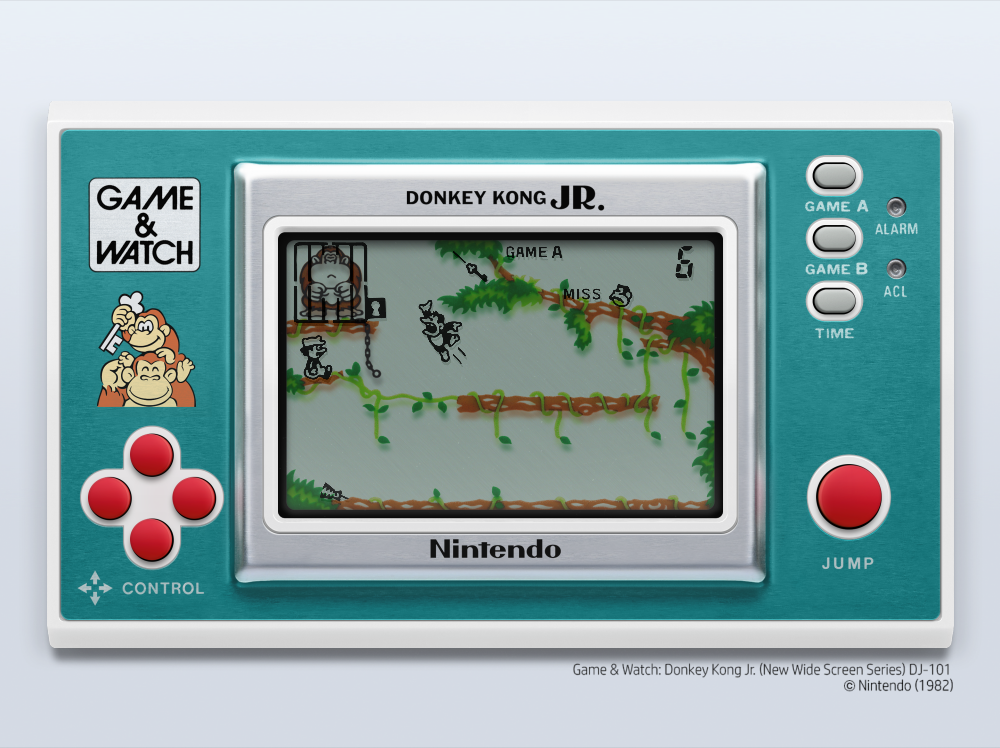 GAME
&
WATCH
DONKEY KONG JR.
GAME A
6
MISS
Nintendo
CONTROL
GAME A
ALARM
GAME B
ACL
TIME
JUMP
Game & Watch: Donkey Kong Jr. (New Wide Screen Series) DJ-101
© Nintendo (1982)